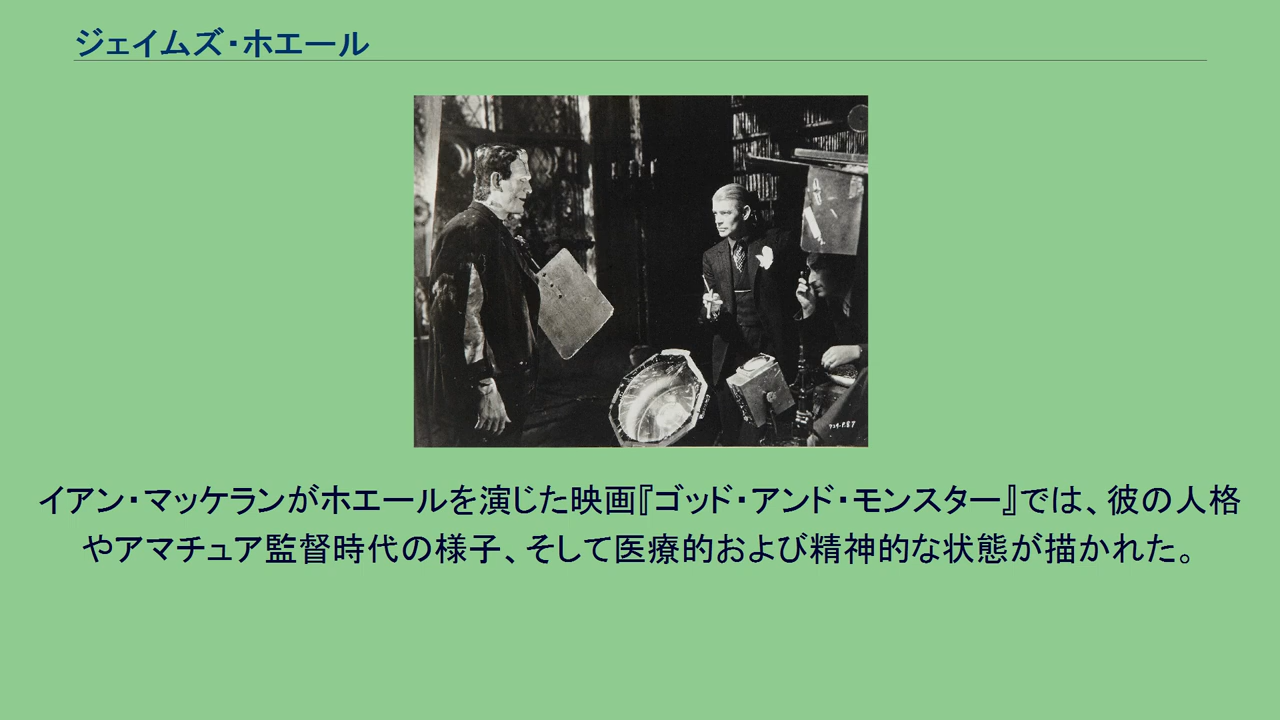 ジェイムズ・ホエール
イアン・マッケランがホエールを演じた映画『ゴッド・アンド・モンスター』では、彼の人格
やアマチュア監督時代の様子、そして医療的および精神的な状態が描かれた。